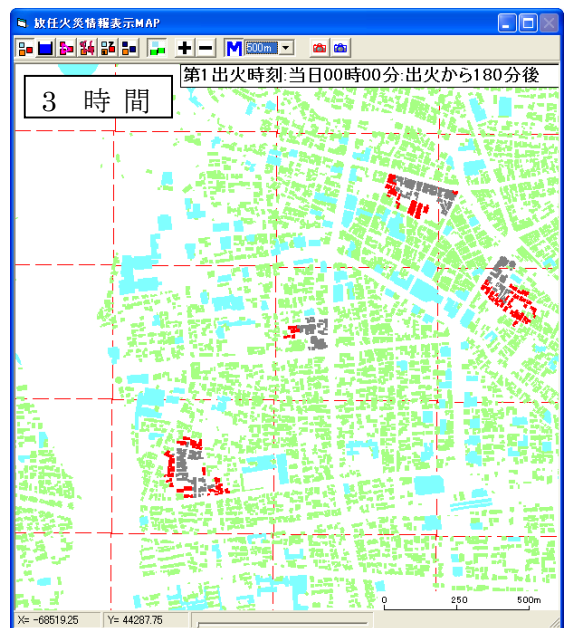 放任火災情報表示MAP
M 500m
第1出火時刻:当日00時00分:出火から180分後
3 時間
0 250 500m
X= -68519.25 Y= 44287.75